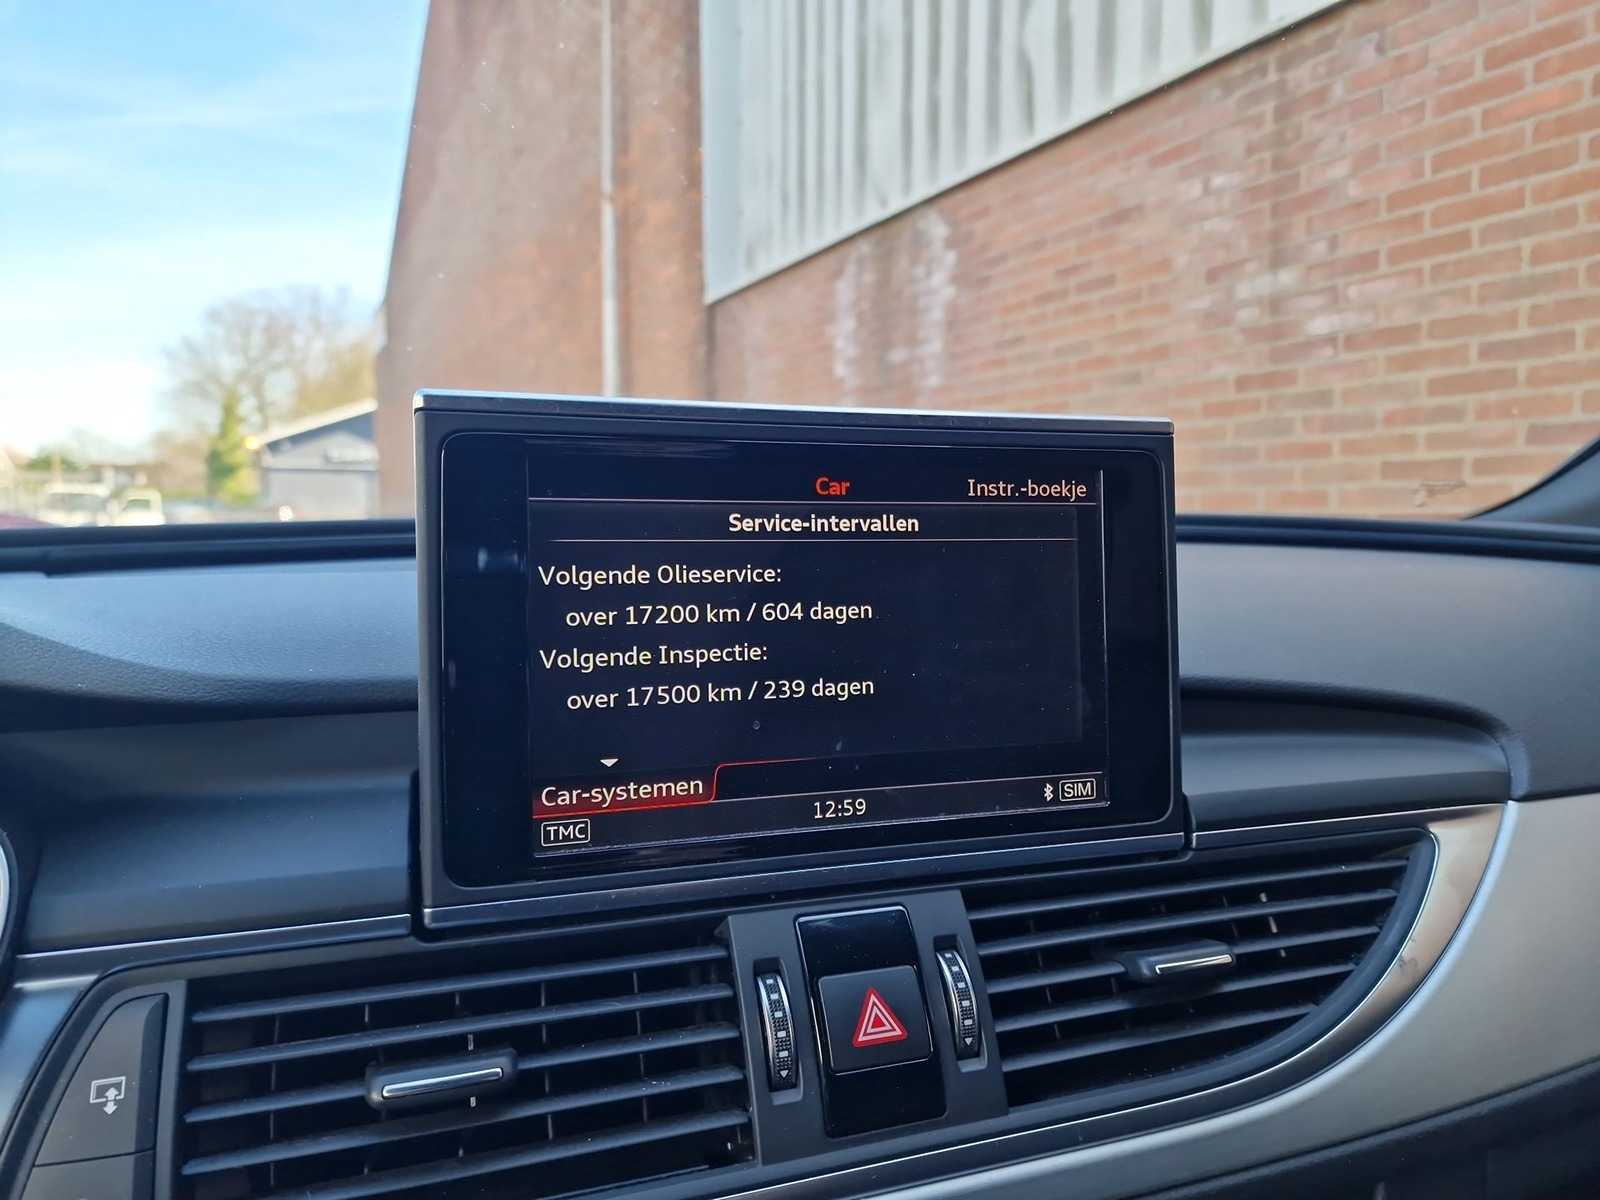 Car Instr.-boekje
Service-intervallen
Volgende Olieservice:
over 17200 km / 604 dagen
Volgende Inspectie:
over 17500 km / 239 dagen
Car-systemen
12:59 SIM
TMC